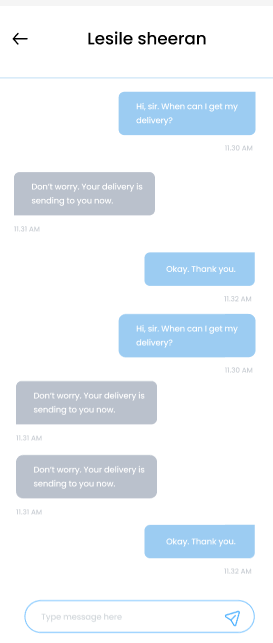 Lesile sheeran
Hi, sir. When can I get my
delivery?
11.30 AM
Don't worry. Your delivery is
sending to you now.
11.31 AM
Okay. Thank you.
11.32 AM
Hi, sir. When can I get my
delivery?
11.30 AM
Don't worry. Your delivery is
sending to you now.
11.31 AM
Don't worry. Your delivery is
sending to you now.
11.31 AM
Okay. Thank you.
11.32 AM
Type message here